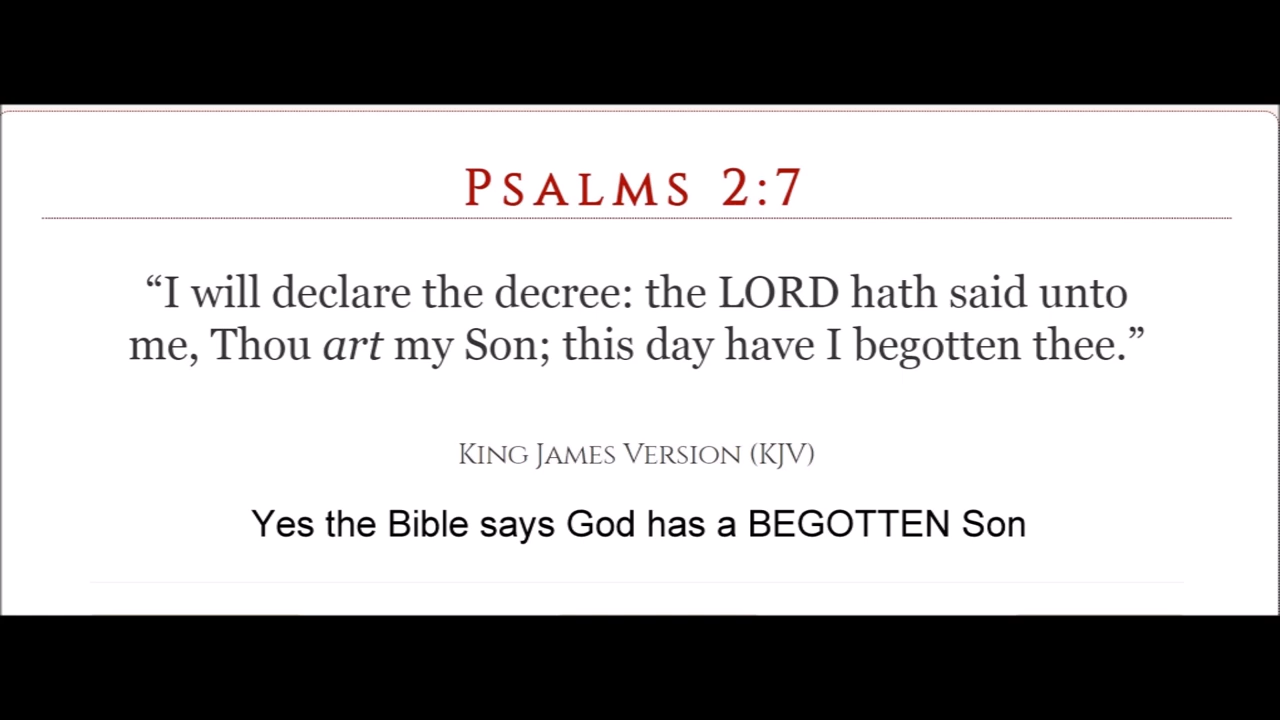 Psalms 2:7
“I will declare the decree: the LORD hath said unto
me, Thou art my Son; this day have I begotten thee.”
King James Version (KJV)
Yes the Bible says God has a BEGOTTEN Son